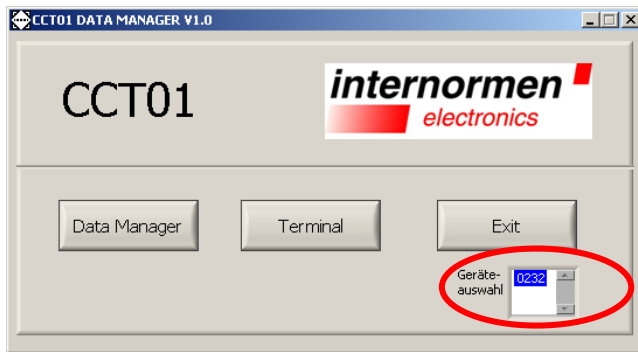 CCT01 DATA MANAGER V1.0
CCT01
internormen
electronics
Data Manager
Terminal
Exit
Geräte-
auswahl
0232